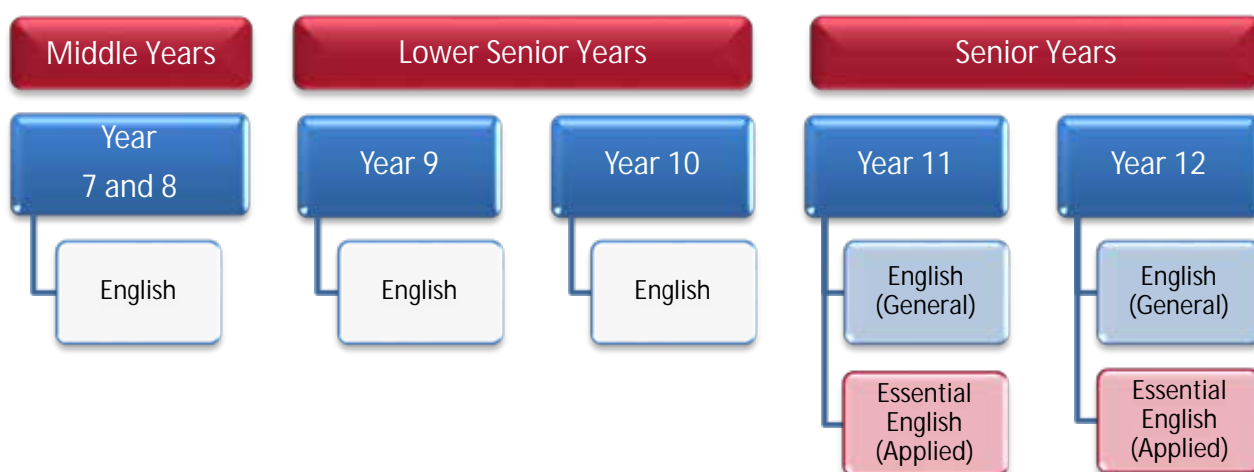 Middle Years
Lower Senior Years
Senior Years
Year
7 and 8
Year 9
Year 10
Year 11
Year 12
English
English
English
English
(General)
English
(General)
Essential
English
(Applied)
Essential
English
(Applied)